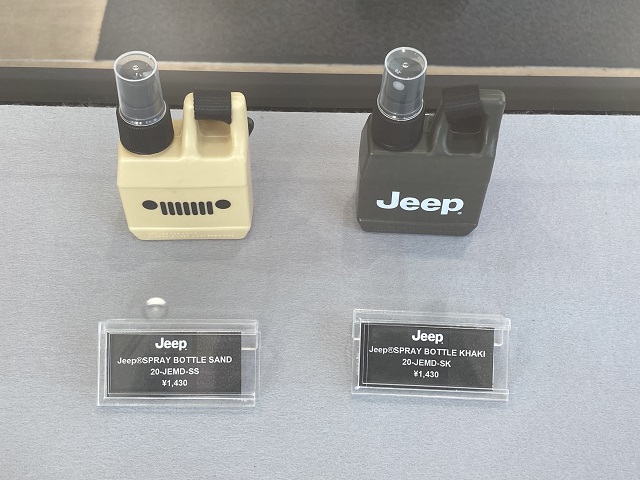 Jeep®
Jeep
Jeep®SPRAY BOTTLE SAND
20-JEMD-SS
¥1,430
Jeep
Jeep®SPRAY BOTTLE KHAKI
20-JEMD-SK
¥1,430